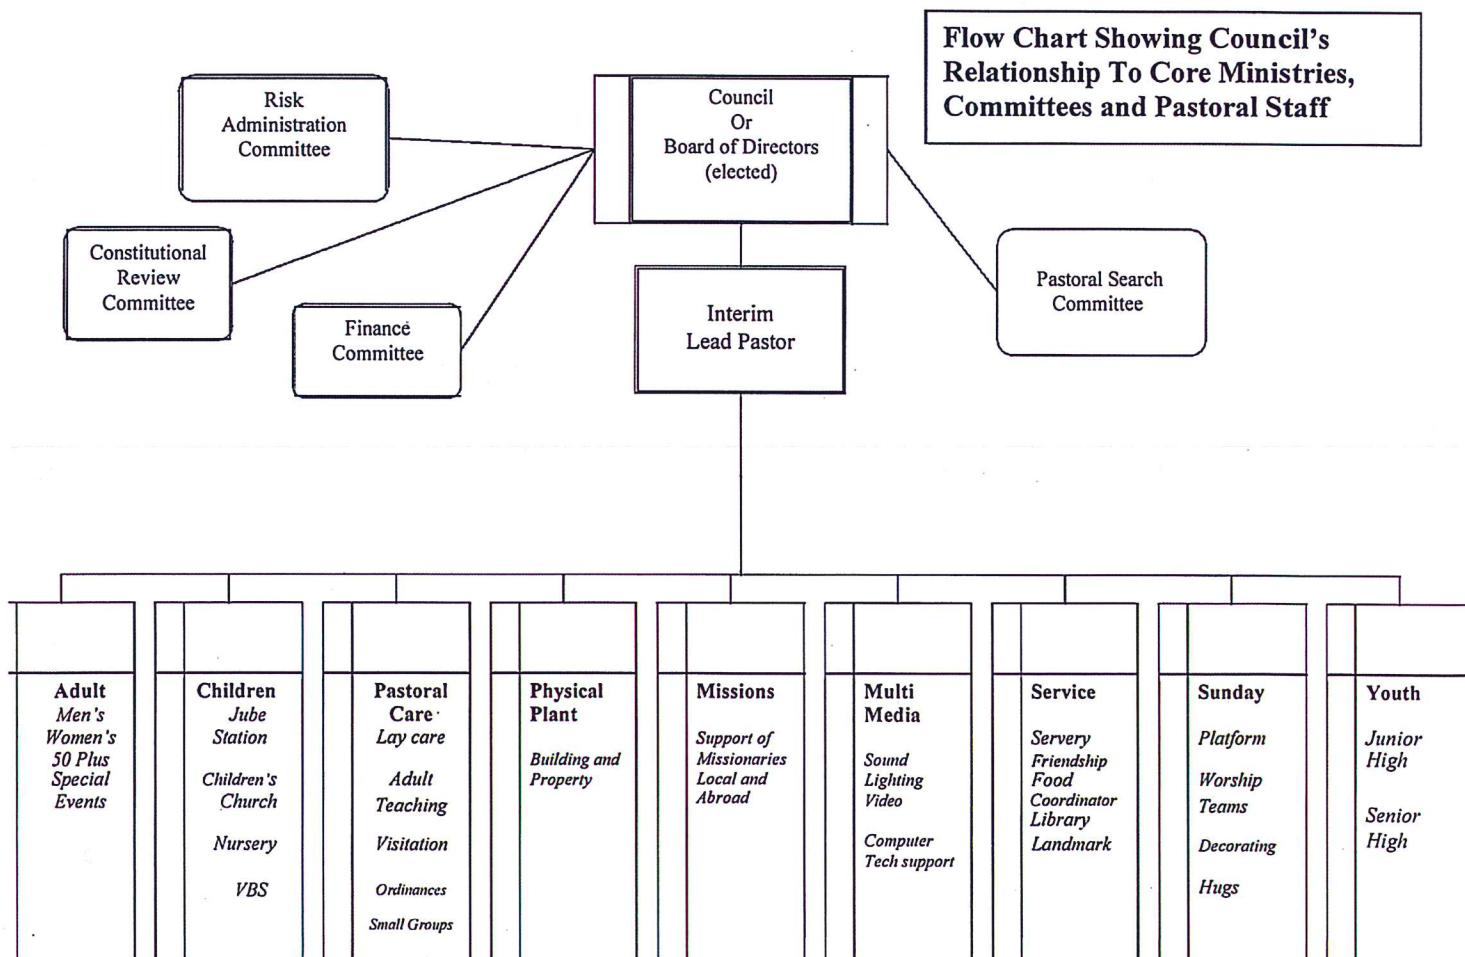 Flow Chart Showing Council's
Relationship To Core Ministries,
Committees and Pastoral Staff
Council
Or
Board of Directors
(elected)
Risk
Administration
Committee
Constitutional
Review
Committee
Finance
Committee
Interim
Lead Pastor
Pastoral Search
Committee
Adult
Men's
Women's
50 Plus
Special
Events
Children
Jube
Station
Children's
Church
Nursery
VBS
Pastoral
Care
Lay care
Adult
Teaching
Visitation
Ordinances
Small Groups
Physical
Plant
Building and
Property
Missions
Support of
Missionaries
Local and
Abroad
Multi
Media
Sound
Lighting
Video
Computer
Tech support
Service
Servery
Friendship
Food
Coordinator
Library
Landmark
Sunday
Platform
Worship
Teams
Decorating
Hugs
Youth
Junior
High
Senior
High